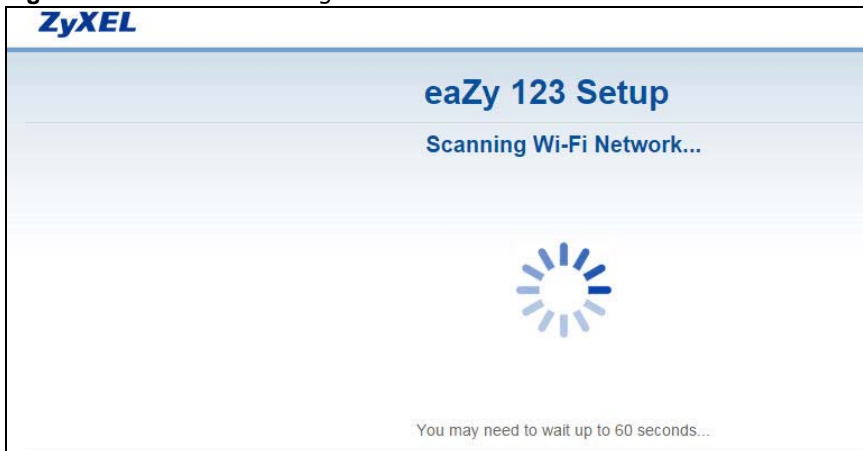 ZyXEL
eaZy 123 Setup
Scanning Wi-Fi Network...
You may need to wait up to 60 seconds...